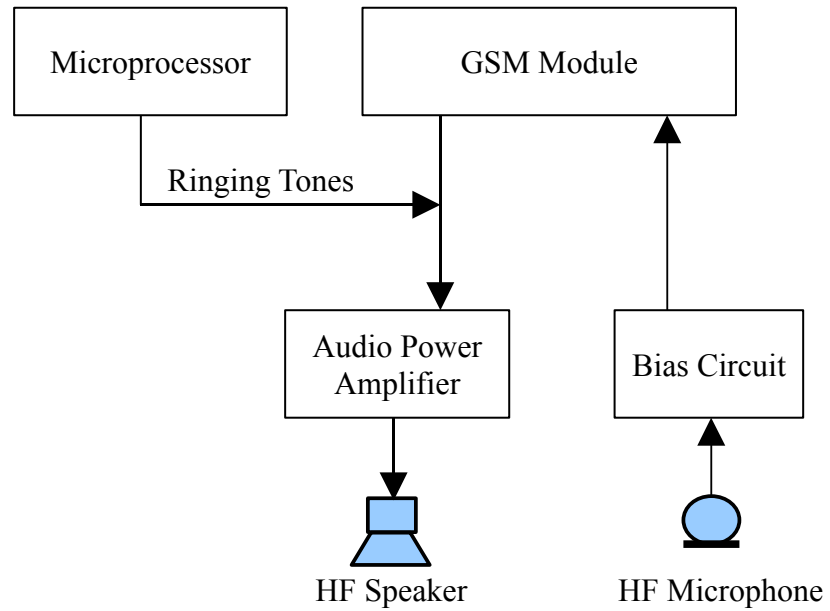 Microprocessor
GSM Module
Ringing Tones
Audio Power
Amplifier
Bias Circuit
HF Speaker
HF Microphone